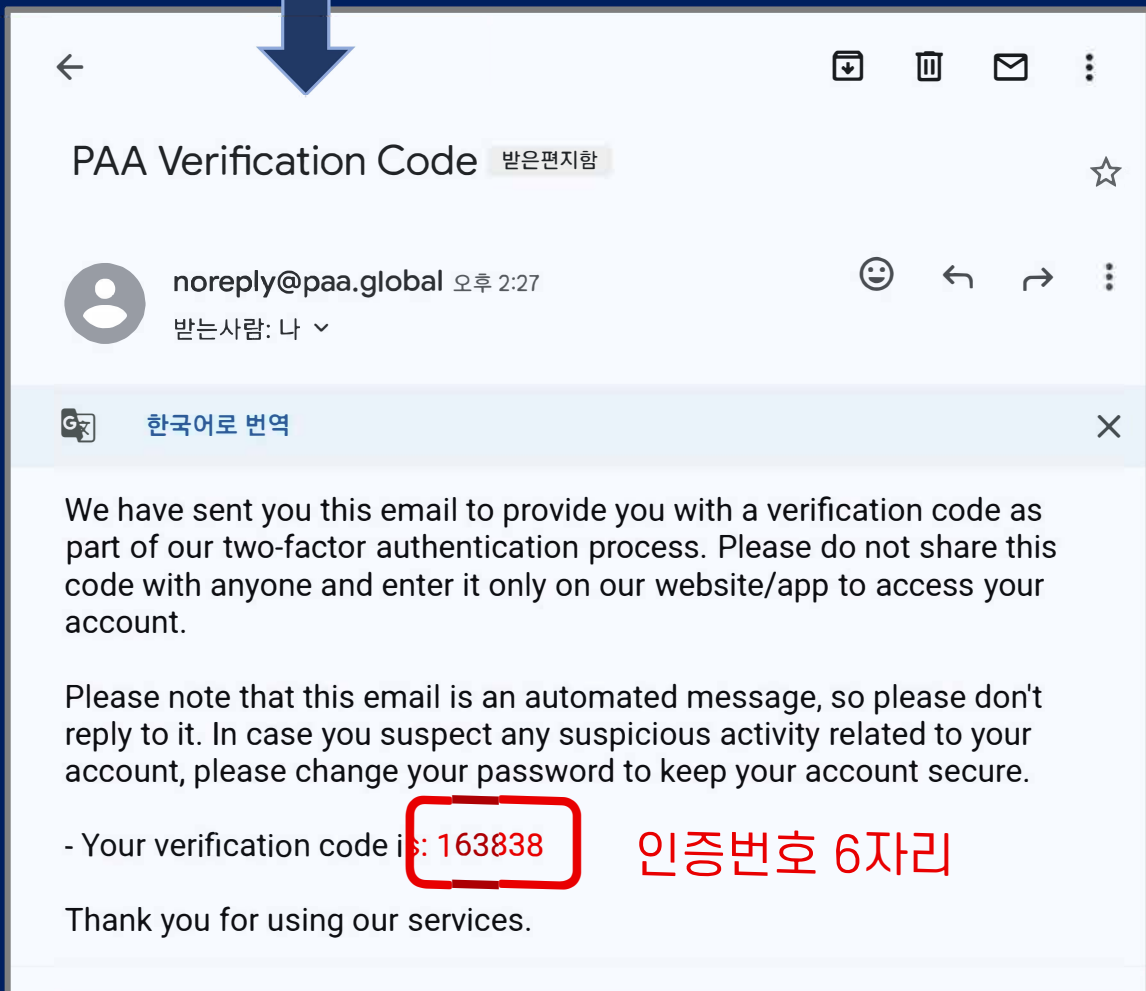 PAA Verification Code 받은편지함
noreply@paa.global 오후 2:27
받는사람: 나
한국어로 번역
We have sent you this email to provide you with a verification code as
part of our two-factor authentication process. Please do not share this
code with anyone and enter it only on our website/app to access your
account.
Please note that this email is an automated message, so please don't
reply to it. In case you suspect any suspicious activity related to your
account, please change your password to keep your account secure.
- Your verification code is: 163838 인증번호 6자리
Thank you for using our services.